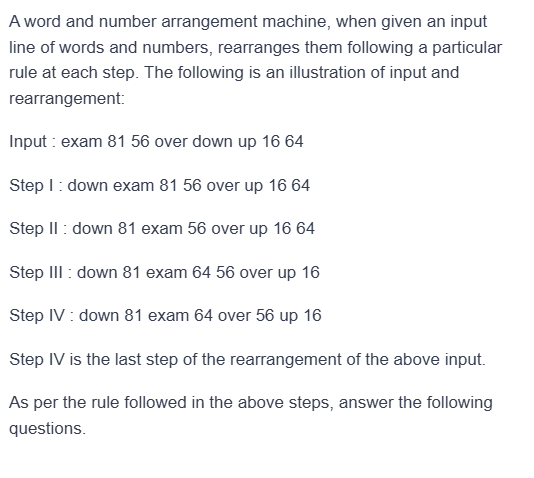 A word and number arrangement machine, when given an input
line of words and numbers, rearranges them following a particular
rule at each step. The following is an illustration of input and
rearrangement:
Input : exam 81 56 over down up 16 64
Step I : down exam 81 56 over up 16 64
Step II : down 81 exam 56 over up 16 64
Step III : down 81 exam 64 56 over up 16
Step IV : down 81 exam 64 over 56 up 16
Step IV is the last step of the rearrangement of the above input.
As per the rule followed in the above steps, answer the following
questions.